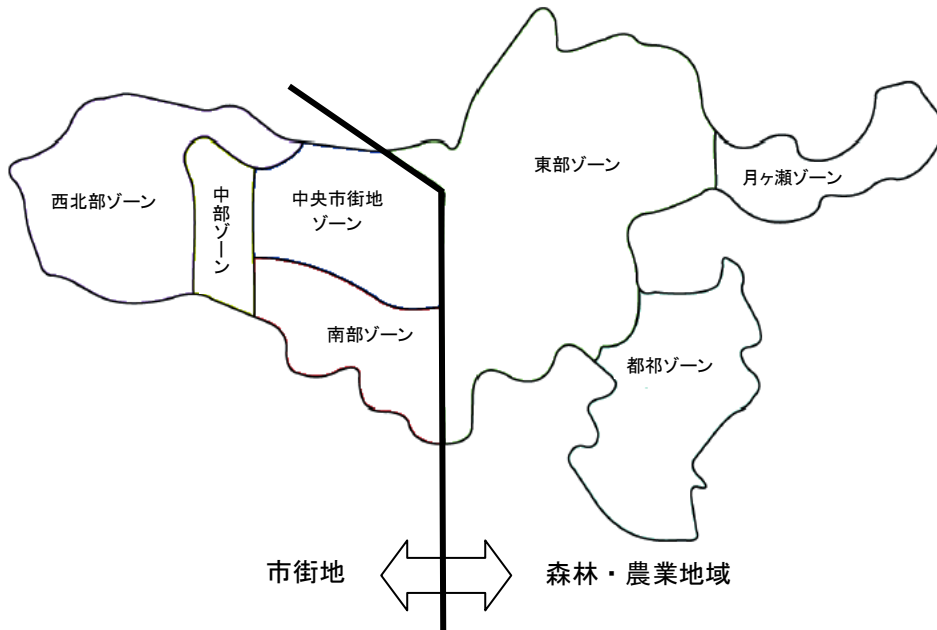 東部ゾーン
月ヶ瀬ゾーン
西北部ゾーン
中部ゾーン
中央市街地
ゾーン
南部ゾーン
都祁ゾーン
市街地
森林・農業地域